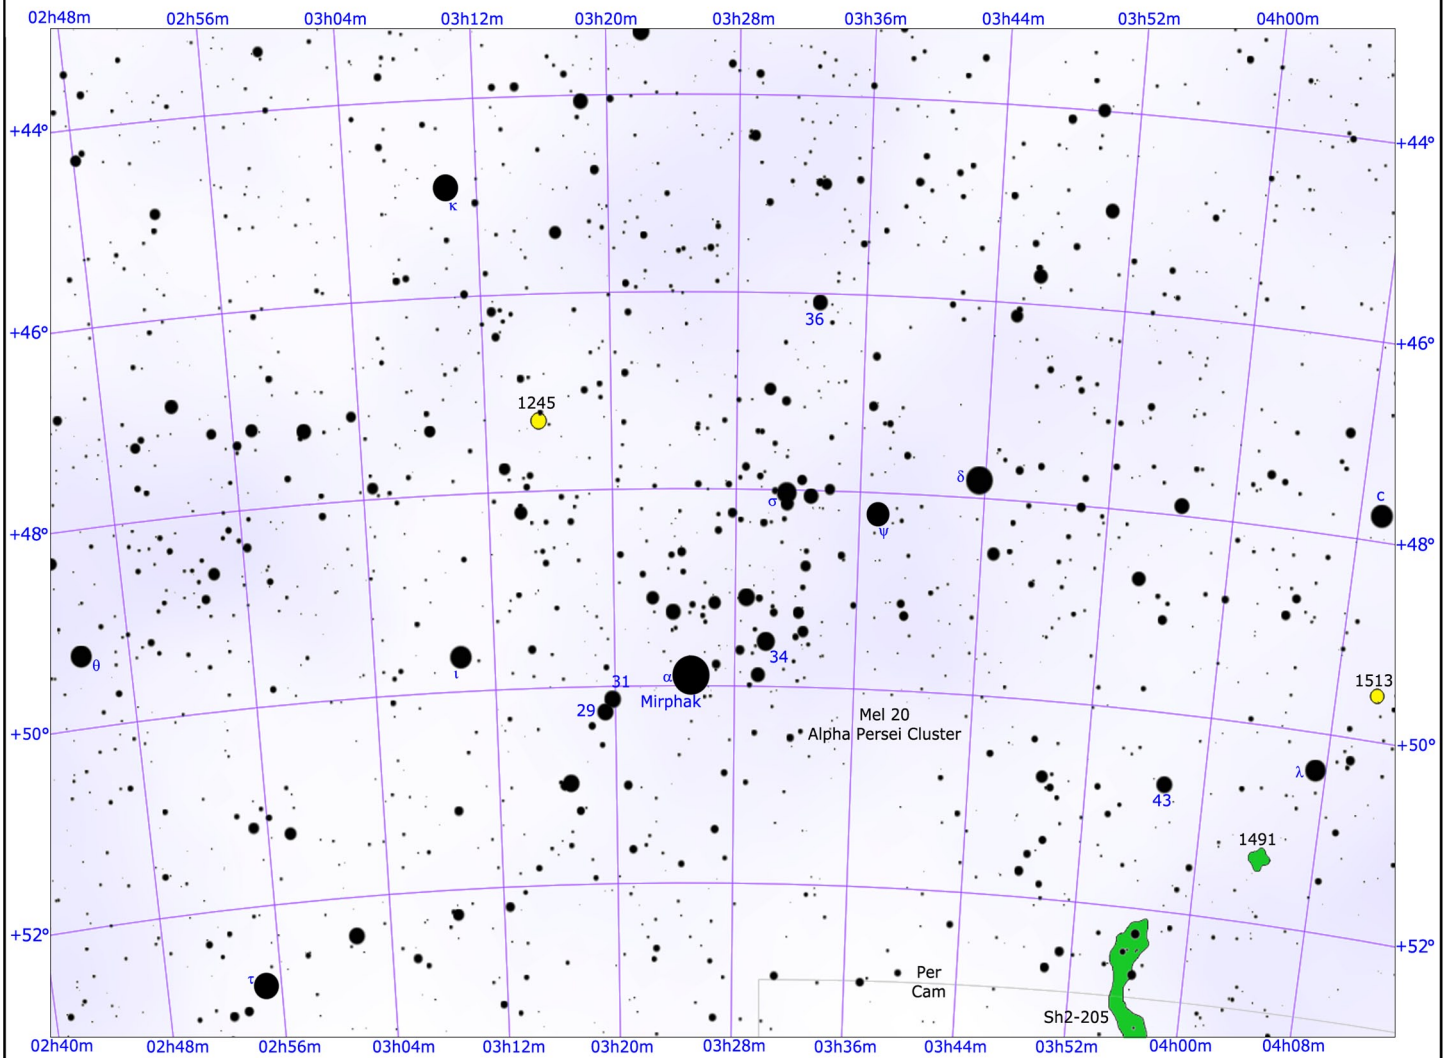 02h48m 02h56m 03h04m 03h12m 03h20m 03h28m 03h36m 03h44m 03h52m 04h00m
+44° +44°
κ
36
+46° +46°
1245
δ
c
σ
ψ
+48° +48°
34
θ
ι
α
31
1513
Mirphak
29
Mel 20
Alpha Persei Cluster
+50° +50°
λ
43
1491
+52° +52°
Per
Cam
τ
Sh2-205
02h40m 02h48m 02h56m 03h04m 03h12m 03h20m 03h28m 03h36m 03h44m 03h52m 04h00m 04h08m